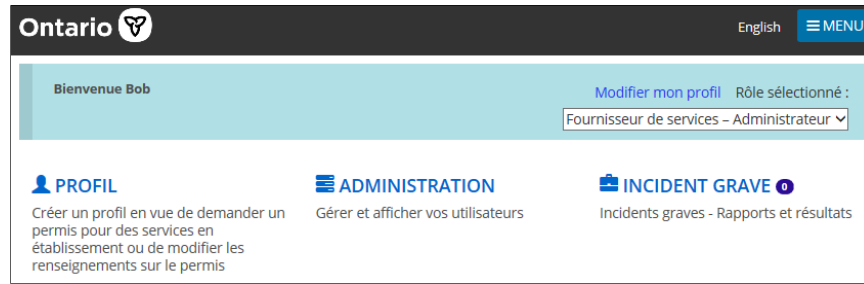 Ontario
English
MENU
Bienvenue Bob
Modifier mon profil Rôle sélectionné :
Fournisseur de services – Administrateur
PROFIL
Créer un profil en vue de demander un
permis pour des services en
établissement ou de modifier les
renseignements sur le permis
ADMINISTRATION
Gérer et afficher vos utilisateurs
INCIDENT GRAVE 0
Incidents graves - Rapports et résultats